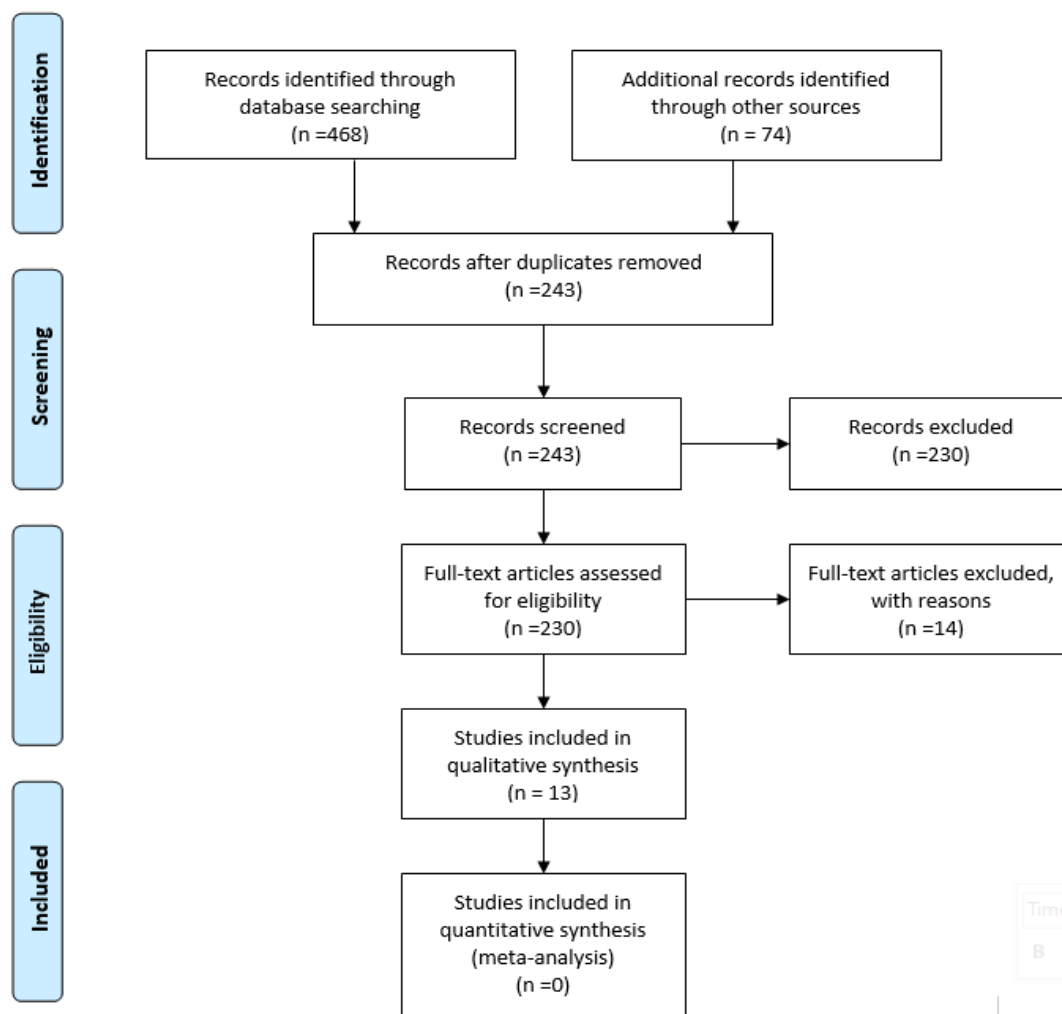 Identification
Records identified through
database searching
(n =468)
Additional records identified
through other sources
(n = 74)
Records after duplicates removed
(n =243)
Screening
Records screened
(n =243)
Records excluded
(n =230)
Eligibility
Full-text articles assessed
for eligibility
(n =230)
Full-text articles excluded,
with reasons
(n =14)
Studies included in
qualitative synthesis
(n = 13)
Included
Studies included in
quantitative synthesis
(meta-analysis)
(n =0)
B